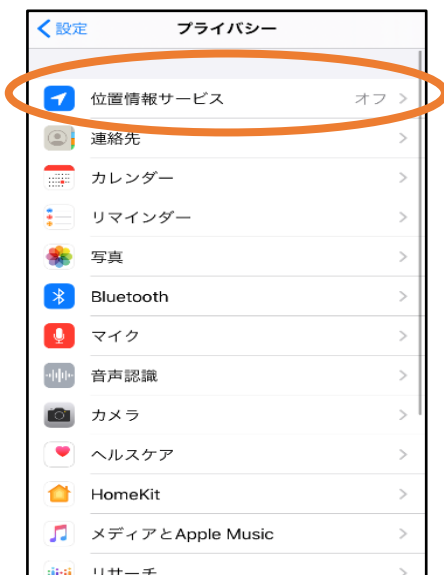 設定 プライバシー
位置情報サービス オフ
連絡先
カレンダー
リマインダー
写真
Bluetooth
マイク
音声認識
カメラ
ヘルスケア
HomeKit
メディアとApple Music
リサーチ